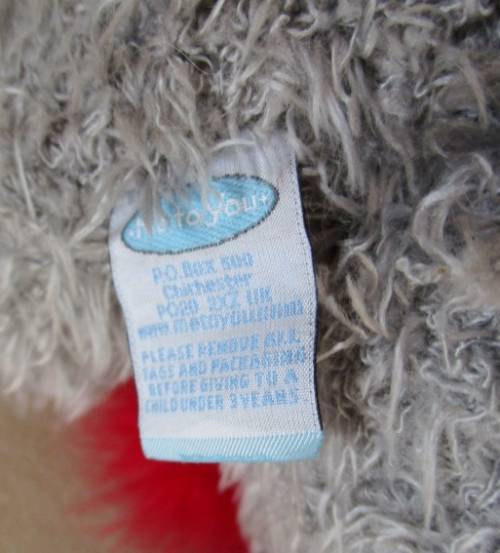 Me to you
P.O.BOX 500
Chichester
PO20 2XZ UK
www.metoyou.com
PLEASE REMOVE ALL
TAGS AND PACKAGING
BEFORE GIVING TO A
CHILD UNDER 3 YEARS